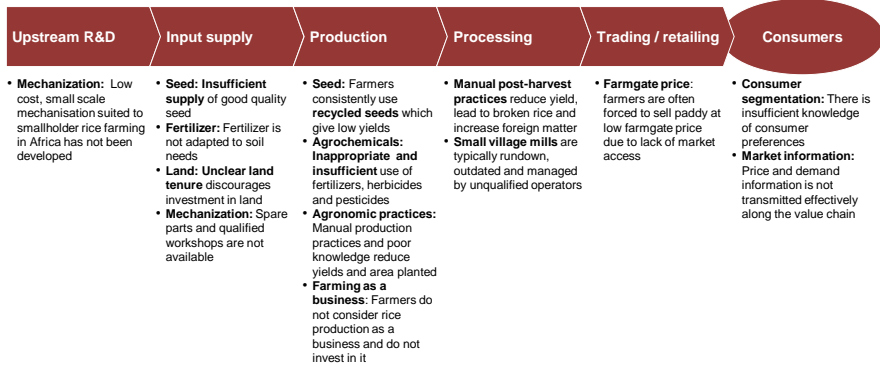 Upstream R&D
Input supply
Production
Processing
Trading / retailing
Consumers
• Mechanization: Low
cost, small scale
mechanisation suited to
smallholder rice farming
in Africa has not been
developed
• Seed: Insufficient
supply of good quality
seed
• Fertilizer: Fertilizer is
not adapted to soil
needs
• Land: Unclear land
tenure discourages
investment in land
• Mechanization: Spare
parts and qualified
workshops are not
available
• Seed: Farmers
consistently use
recycled seeds which
give low yields
• Agrochemicals:
Inappropriate and
insufficient use of
fertilizers, herbicides
and pesticides
• Agronomic practices:
Manual production
practices and poor
knowledge reduce
yields and area planted
• Farming as a
business: Farmers do
not consider rice
production as a
business and do not
invest in it
• Manual post-harvest
practices reduce yield,
lead to broken rice and
increase foreign matter
• Small village mills are
typically rundown,
outdated and managed
by unqualified operators
• Farmgate price:
farmers are often
forced to sell paddy at
low farmgate price
due to lack of market
access
• Consumer
segmentation: There is
insufficient knowledge
of consumer
preferences
• Market information:
Price and demand
information is not
transmitted effectively
along the value chain